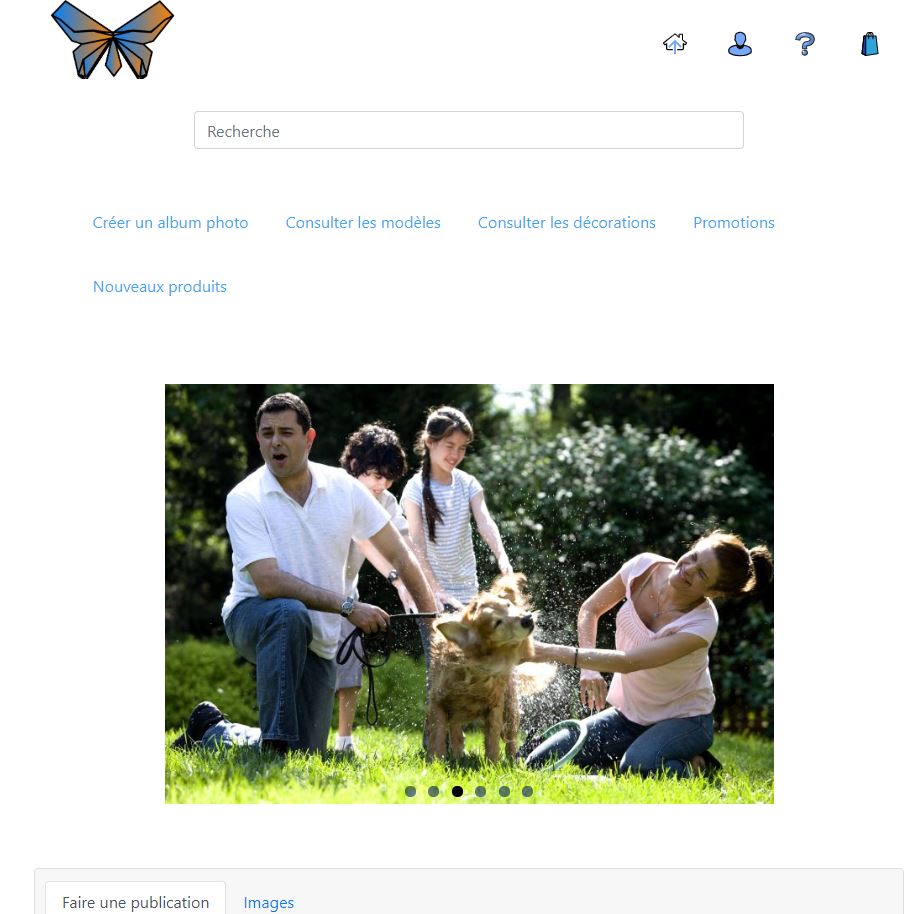 Recherche
Créer un album photo Consulter les modèles Consulter les décorations Promotions
Nouveaux produits
Faire une publication Images